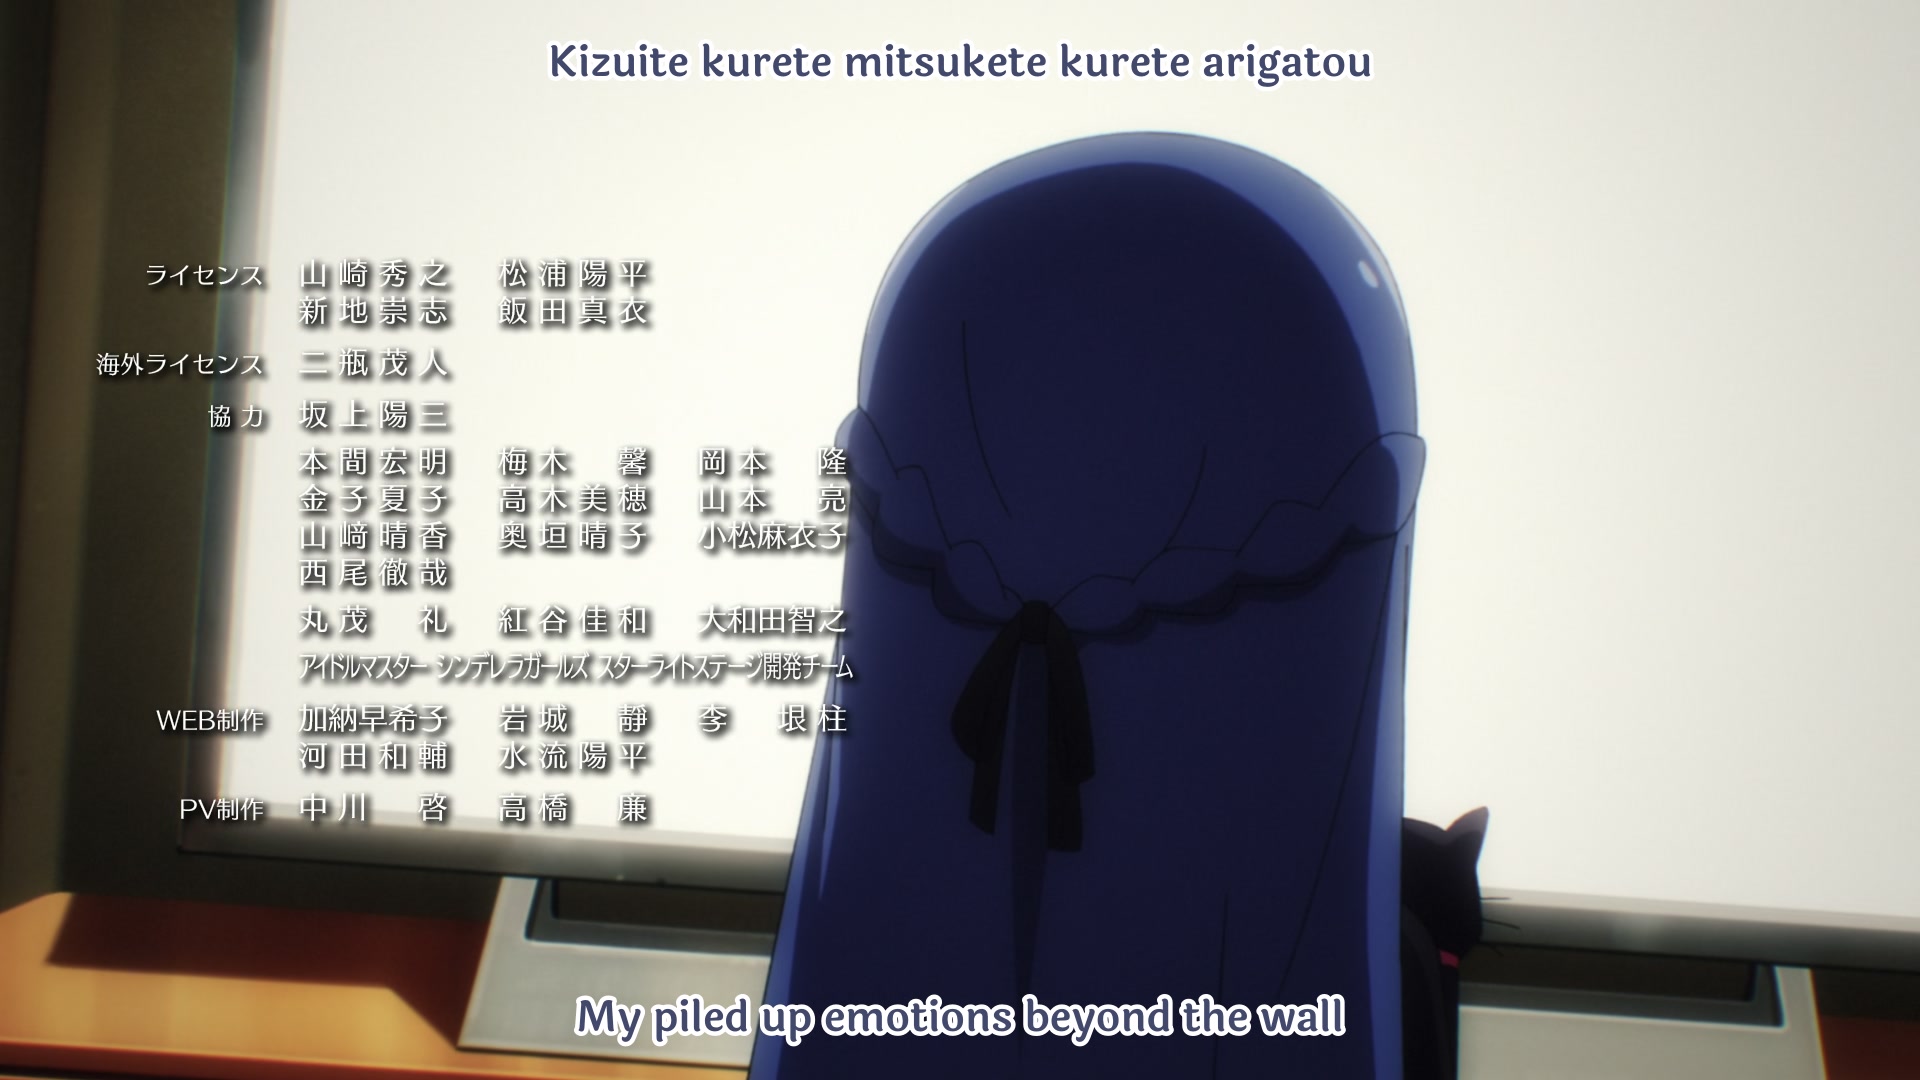 Kizuite kurete mitsukete kurete arigatou
ライセンス 山崎秀之 松浦陽平
新地崇志 飯田真衣
海外ライセンス 二瓶茂人
協力 坂上陽三
本間宏明 梅木馨 岡本隆
金子夏子 高木美穂 山本亮
山﨑晴香 奥垣晴子 小松麻衣子
西尾徹哉
丸茂礼 紅谷佳和 大和田智之
アイドルマスター シンデレラガールズ スターライトステージ開発チーム
WEB制作 加納早希子 岩城靜 李垠柱
河田和輔 水流陽平
PV制作 中川啓 高橋廉
My piled up emotions beyond the wall